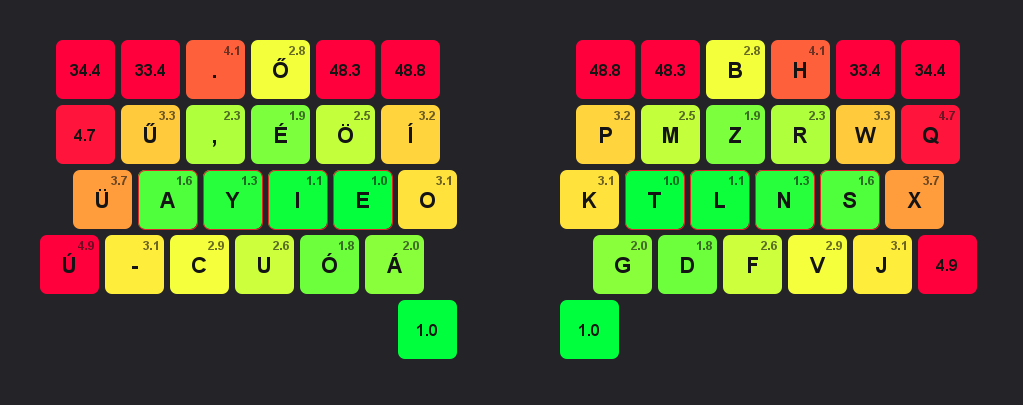 34.4 33.4 . 4.1 Ő 2.8 48.3 48.8 48.8 48.3 B 2.8 H 4.1 33.4 34.4
4.7 Ű 3.3 , 2.3 É 1.9 Ö 2.5 Í 3.2 P 3.2 M 2.5 Z 1.9 R 2.3 W 3.3 Q 4.7
Ü 3.7 A 1.6 Y 1.3 I 1.1 E 1.0 O 3.1 K 3.1 T 1.0 L 1.1 N 1.3 S 1.6 X 3.7
Ú 4.9 - 3.1 C 2.9 U 2.6 Ó 1.8 Á 2.0 G 2.0 D 1.8 F 2.6 V 2.9 J 3.1 4.9
1.0 1.0